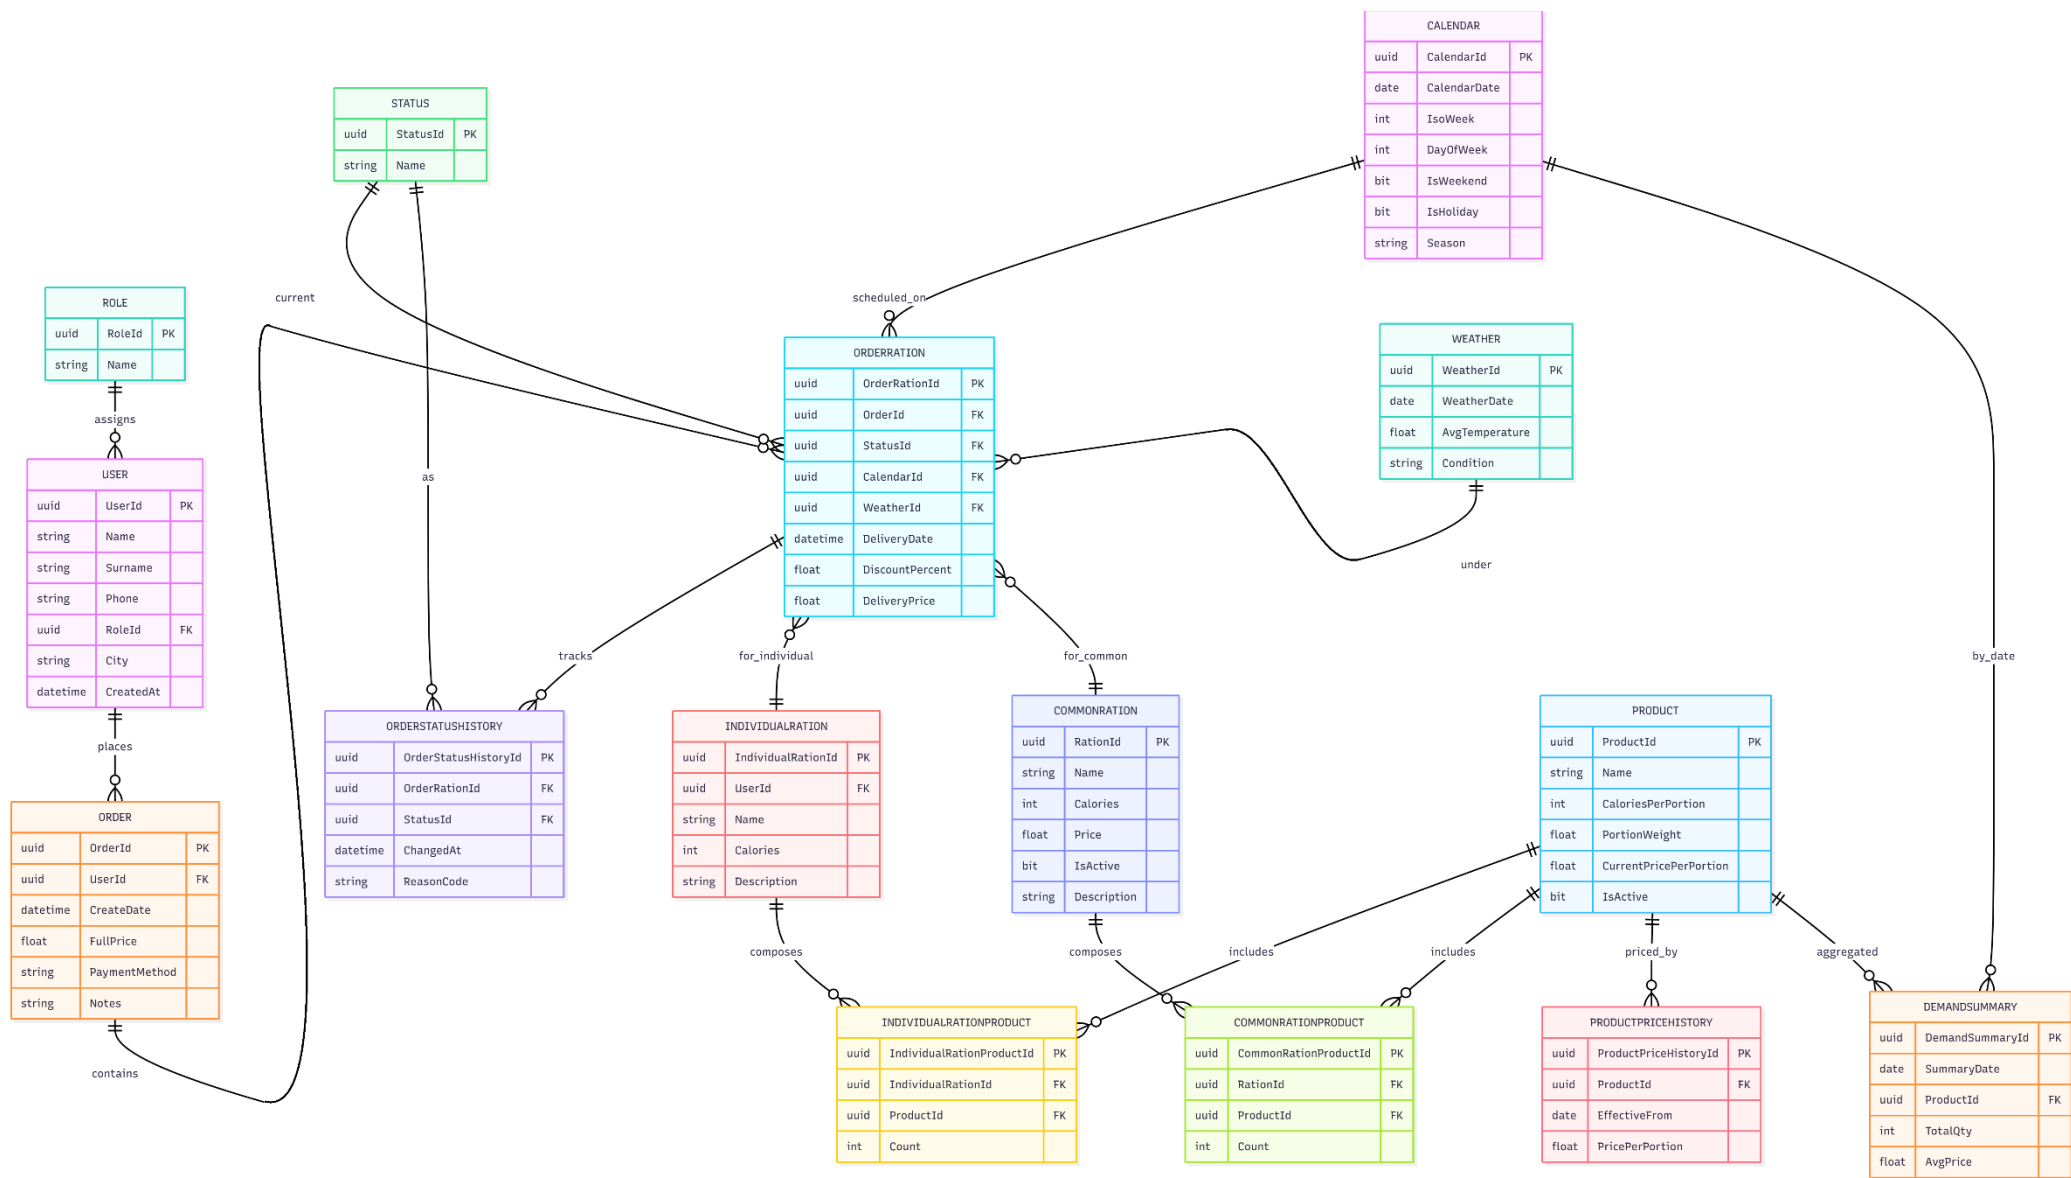 CALENDAR
uuid CalendarId PK
date CalendarDate
int IsoWeek
int DayOfWeek
bit IsWeekend
bit IsHoliday
string Season
STATUS
uuid StatusId PK
string Name
current
scheduled_on
ROLE
uuid RoleId PK
string Name
assigns
WEATHER
uuid WeatherId PK
date WeatherDate
float AvgTemperature
string Condition
ORDERRATION
uuid OrderRationId PK
uuid OrderId FK
uuid StatusId FK
uuid CalendarId FK
uuid WeatherId FK
datetime DeliveryDate
float DiscountPercent
float DeliveryPrice
USER
uuid UserId PK
string Name
string Surname
string Phone
uuid RoleId FK
string City
datetime CreatedAt
as
under
tracks
for_individual
for_common
by_date
places
ORDER
uuid OrderId PK
uuid UserId FK
datetime CreateDate
float FullPrice
string PaymentMethod
string Notes
contains
ORDERSTATUSHISTORY
uuid OrderStatusHistoryId PK
uuid OrderRationId FK
uuid StatusId FK
datetime ChangedAt
string ReasonCode
INDIVIDUALRATION
uuid IndividualRationId PK
uuid UserId FK
string Name
int Calories
string Description
COMMONRATION
uuid RationId PK
string Name
int Calories
float Price
bit IsActive
string Description
PRODUCT
uuid ProductId PK
string Name
int CaloriesPerPortion
float PortionWeight
float CurrentPricePerPortion
bit IsActive
composes
composes
includes
includes
priced_by
aggregated
INDIVIDUALRATIONPRODUCT
uuid IndividualRationProductId PK
uuid IndividualRationId FK
uuid ProductId FK
int Count
COMMONRATIONPRODUCT
uuid CommonRationProductId PK
uuid RationId FK
uuid ProductId FK
int Count
PRODUCTPRICEHISTORY
uuid ProductPriceHistoryId PK
uuid ProductId FK
date EffectiveFrom
float PricePerPortion
DEMANDSUMMARY
uuid DemandSummaryId PK
date SummaryDate
uuid ProductId FK
int TotalQty
float AvgPrice